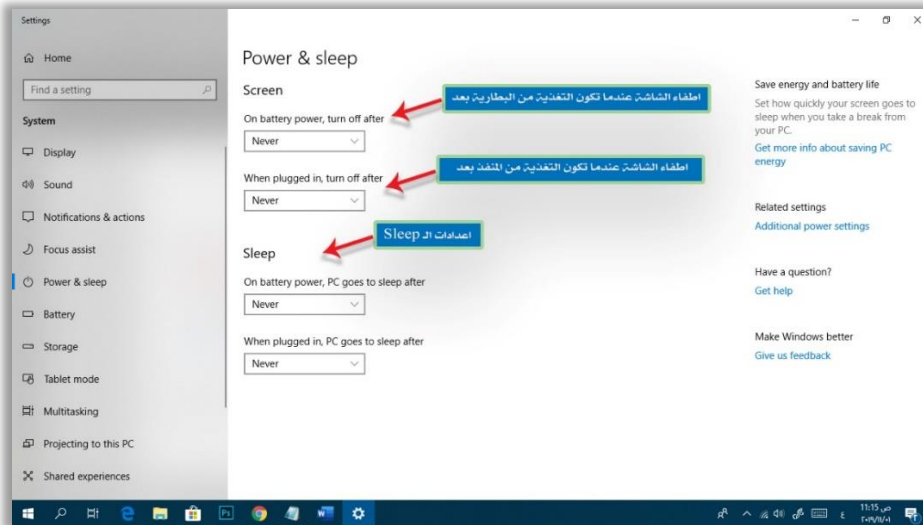 Settings
Home
Find a setting
System
Display
Sound
Notifications & actions
Focus assist
Power & sleep
Battery
Storage
Tablet mode
Multitasking
Projecting to this PC
Shared experiences
Power & sleep
Screen
On battery power, turn off after
Never
اطفاء الشاشة عندما تكون التغذية من البطارية بعد
When plugged in, turn off after
Never
اطفاء الشاشة عندما تكون التغذية من المنفذ بعد
اعدادات الـ Sleep
Sleep
On battery power, PC goes to sleep after
Never
When plugged in, PC goes to sleep after
Never
Save energy and battery life
Set how quickly your screen goes to
sleep when you take a break from
your PC.
Get more info about saving PC
energy
Related settings
Additional power settings
Have a question?
Get help
Make Windows better
Give us feedback
Ps
ع
11:15 ص